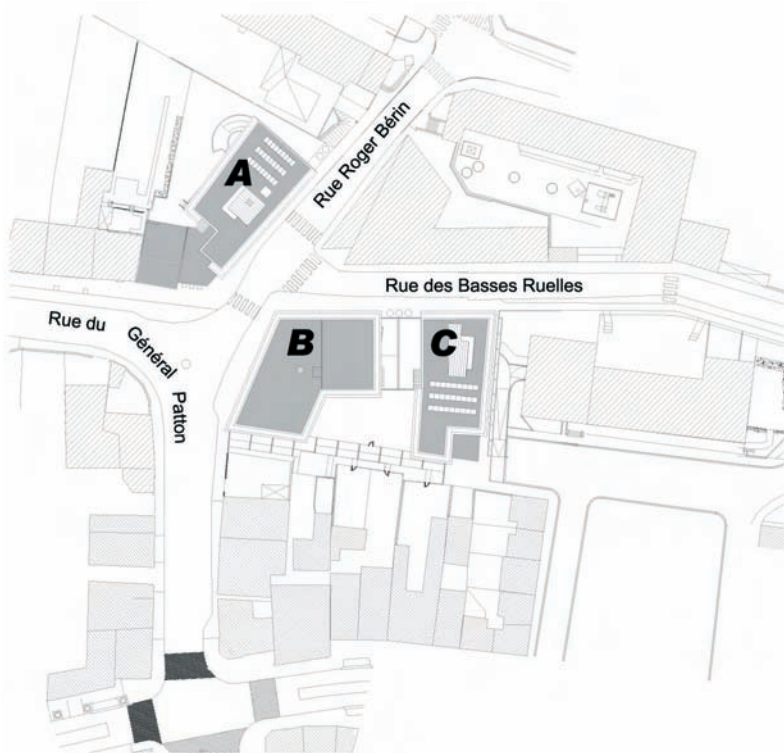 A
Rue Roger Bérin
Rue des Basses Ruelles
Rue du Général Patton
B
C